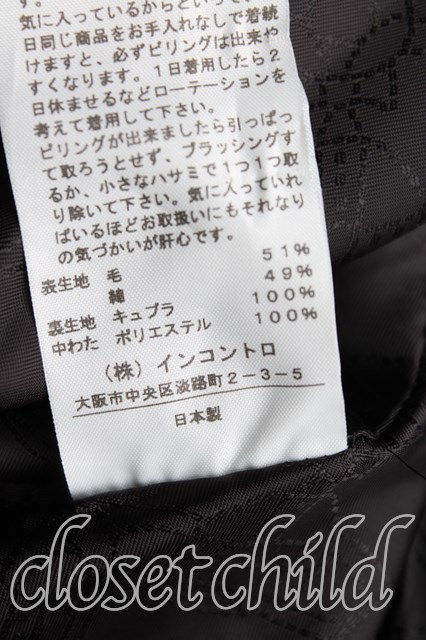 す。
気に入っているからといって、毎
日同じ商品をお手入れなしで着続
けますと、必ずピリングは出来や
すくなります。1日着用したら2
日休ませるなどローテーションを
考えて着用して下さい。
ピリングが出来ましたら引っぱっ
て取ろうとせず、ブラッシングす
るか、小さなハサミで1つ1つ取
り除いて下さい。気に入っていれ
ばいるほどお取扱いにもそれなり
の気づかいが肝心です。
表生地 毛 51%
綿 49%
裏生地 キュプラ 100%
中わた ポリエステル 100%
(株)インコントロ
大阪市中央区淡路町2-3-5
日本製
closet child